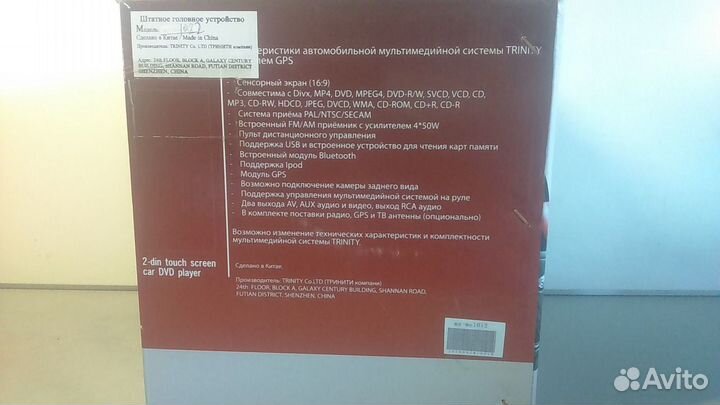 Штатное головное устройство
Модель:
Сделано в Китае / Made in China
Производитель: TRINITY Co. LTD (ТРИНИТИ компани)
Адрес: 24th FLOOR, BLOCK A, GALAXY CENTURY
BUILDING, SHANNAN ROAD, FUTIAN DISTRICT
SHENZHEN, CHINA
еристики автомобильной мультимедийной системы TRINITY
лем GPS
- Сенсорный экран (16:9)
- Совместима с Divx, MP4, DVD, MPEG4, DVD-R/W, SVCD, VCD, CD,
MP3, CD-RW, HDCD, JPEG, DVCD, WMA, CD-ROM, CD+R, CD-R
- Система приёма PAL/NTSC/SECAM
- Встроенный FM/AM приёмник с усилителем 4*50W
- Пульт дистанционного управления
- Поддержка USB и встроенное устройство для чтения карт памяти
- Встроенный модуль Bluetooth
- Поддержка Ipod
- Модуль GPS
- Возможно подключение камеры заднего вида
- Поддержка управления мультимедийной системой на руле
- Два выхода AV, AUX аудио и видео, выход RCA аудио
- В комплекте поставки радио, GPS и ТВ антенны (опционально)
Возможно изменение технических характеристик и комплектности
мультимедийной системы TRINITY.
2-din touch screen
car DVD player
Сделано в Китае.
Производитель: TRINITY Co.LTD (ТРИНИТИ компани)
24th FLOOR, BLOCK A, GALAXY CENTURY BUILDING, SHANNAN ROAD,
FUTIAN DISTRICT, SHENZHEN, CHINA
Avito